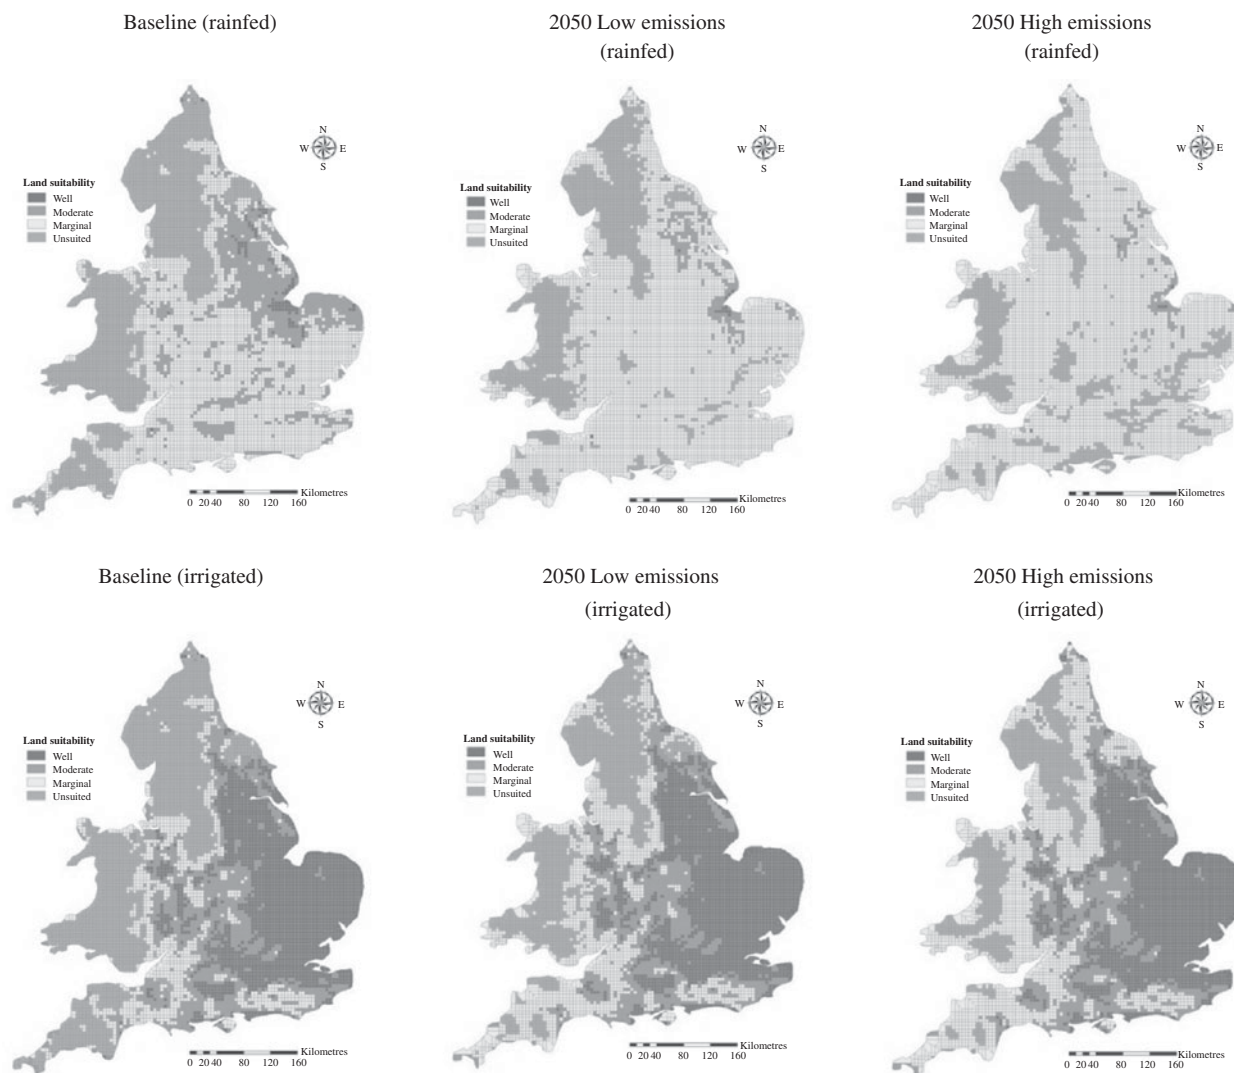 Baseline (rainfed)
2050 Low emissions
(rainfed)
2050 High emissions
(rainfed)
N
W E
S
Land suitability
Well
Moderate
Marginal
Unsuited
Kilometres
0 20 40 80 120 160
N
W E
S
Land suitability
Well
Moderate
Marginal
Unsuited
Kilometres
0 20 40 80 120 160
N
W E
S
Land suitability
Well
Moderate
Marginal
Unsuited
Kilometres
0 20 40 80 120 160
Baseline (irrigated)
2050 Low emissions
(irrigated)
2050 High emissions
(irrigated)
N
W E
S
Land suitability
Well
Moderate
Marginal
Unsuited
Kilometres
0 20 40 80 120 160
N
W E
S
Land suitability
Well
Moderate
Marginal
Unsuited
Kilometres
0 20 40 80 120 160
N
W E
S
Land suitability
Well
Moderate
Marginal
Unsuited
Kilometres
0 20 40 80 120 160